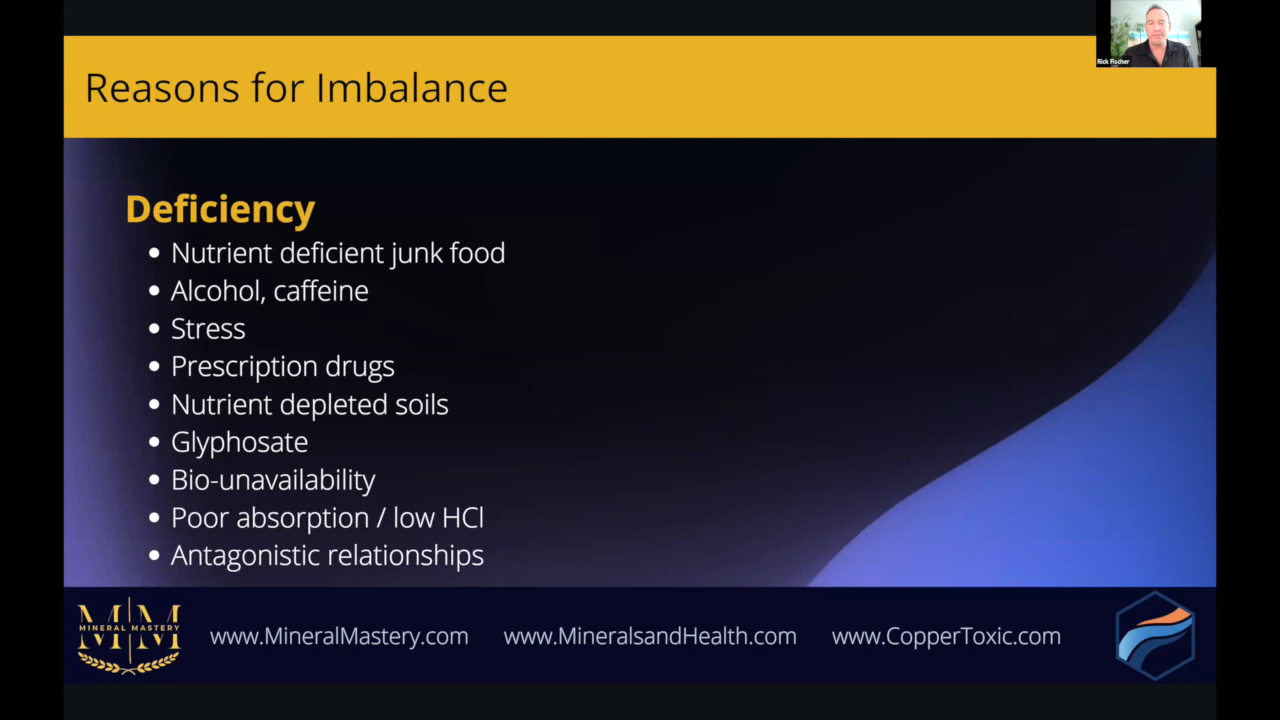 Rick Fischer
Reasons for Imbalance
Deficiency
• Nutrient deficient junk food
• Alcohol, caffeine
• Stress
• Prescription drugs
• Nutrient depleted soils
• Glyphosate
• Bio-unavailability
• Poor absorption / low HCl
• Antagonistic relationships
M M
MINERAL MASTERY
www.MineralMastery.com www.MineralsandHealth.com www.CopperToxic.com